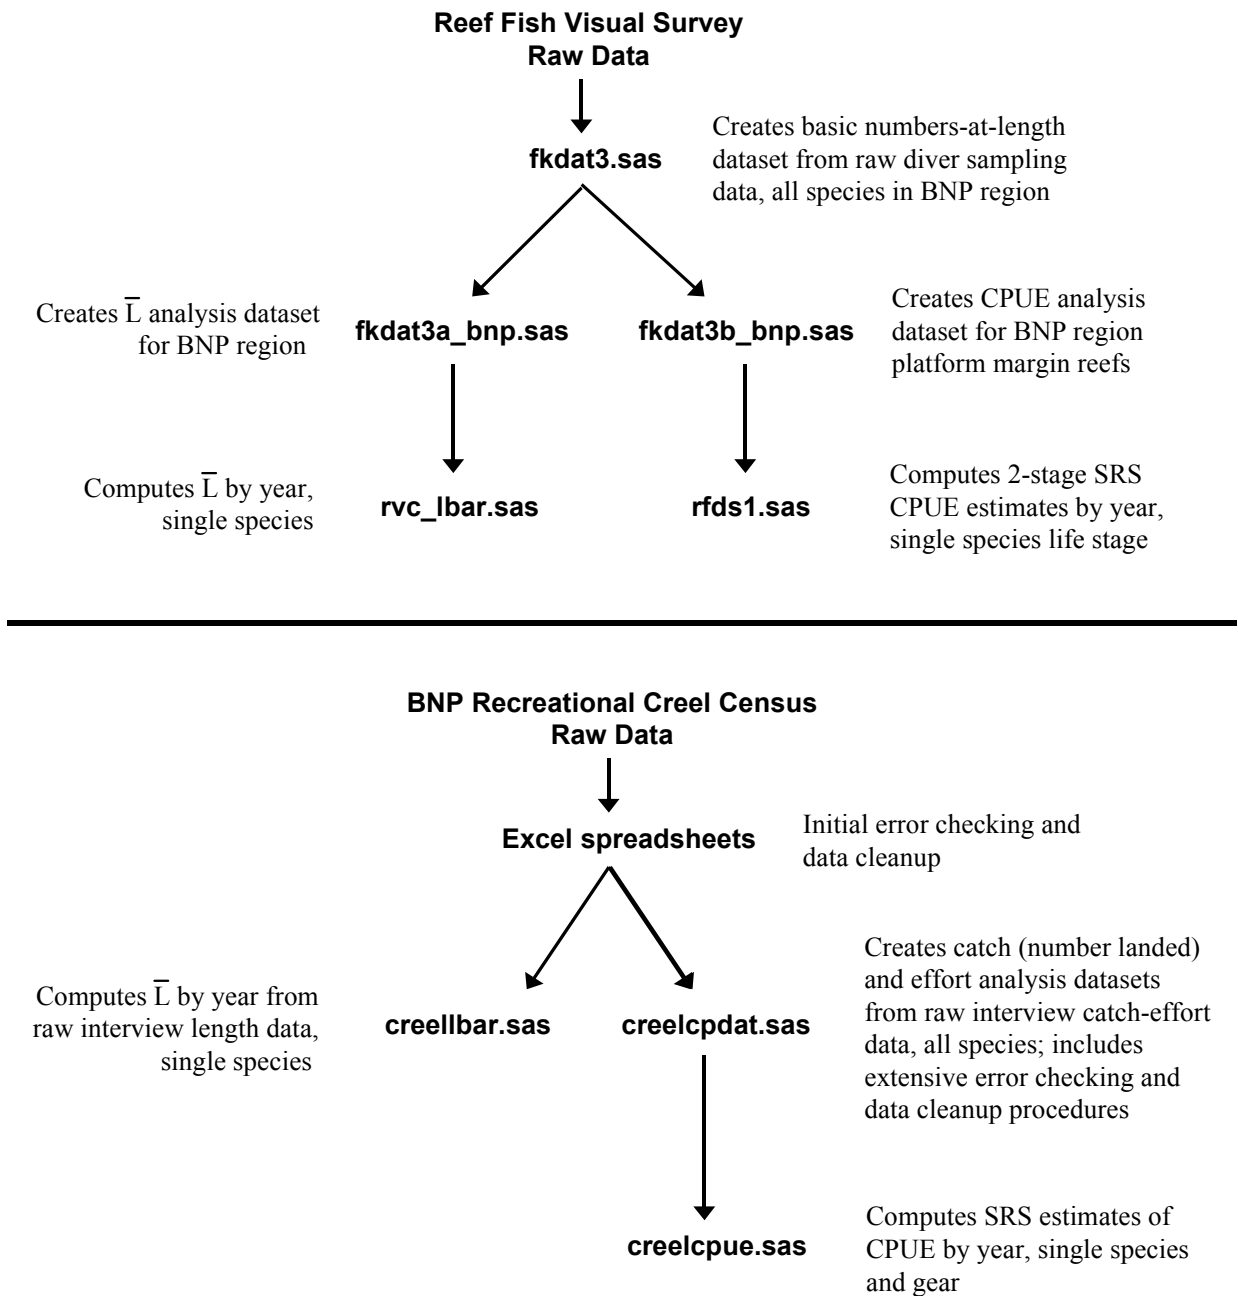 Reef Fish Visual Survey
Raw Data
fkdat3.sas
Creates basic numbers-at-length
dataset from raw diver sampling
data, all species in BNP region
Creates L̅ analysis dataset
for BNP region
fkdat3a_bnp.sas
fkdat3b_bnp.sas
Creates CPUE analysis
dataset for BNP region
platform margin reefs
Computes L̅ by year,
single species
rvc_lbar.sas
rfds1.sas
Computes 2-stage SRS
CPUE estimates by year,
single species life stage
BNP Recreational Creel Census
Raw Data
Excel spreadsheets
Initial error checking and
data cleanup
Computes L̅ by year from
raw interview length data,
single species
creellbar.sas
creelcpdat.sas
Creates catch (number landed)
and effort analysis datasets
from raw interview catch-effort
data, all species; includes
extensive error checking and
data cleanup procedures
creelcpue.sas
Computes SRS estimates of
CPUE by year, single species
and gear